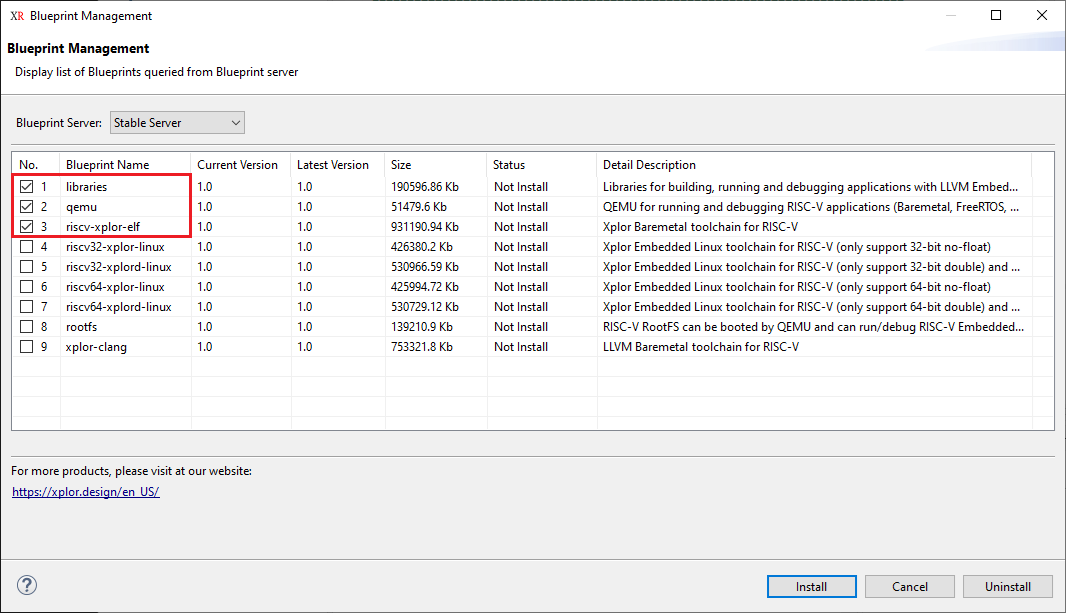 XR Blueprint Management
Blueprint Management
Display list of Blueprints queried from Blueprint server
Blueprint Server: Stable Server
No. Blueprint Name Current Version Latest Version Size Status Detail Description
1 libraries 1.0 1.0 190596.86 Kb Not Install Libraries for building, running and debugging applications with LLVM Embed...
2 qemu 1.0 1.0 51479.6 Kb Not Install QEMU for running and debugging RISC-V applications (Baremetal, FreeRTOS, ...
3 riscv-xplor-elf 1.0 1.0 931190.94 Kb Not Install Xplor Baremetal toolchain for RISC-V
4 riscv32-xplor-linux 1.0 1.0 426380.2 Kb Not Install Xplor Embedded Linux toolchain for RISC-V (only support 32-bit no-float)
5 riscv32-xplord-linux 1.0 1.0 530966.59 Kb Not Install Xplor Embedded Linux toolchain for RISC-V (only support 32-bit double) and ...
6 riscv64-xplor-linux 1.0 1.0 425994.72 Kb Not Install Xplor Embedded Linux toolchain for RISC-V (only support 64-bit no-float)
7 riscv64-xplord-linux 1.0 1.0 530729.12 Kb Not Install Xplor Embedded Linux toolchain for RISC-V (only support 64-bit double) and ...
8 rootfs 1.0 1.0 139210.9 Kb Not Install RISC-V RootFS can be booted by QEMU and can run/debug RISC-V Embedded...
9 xplor-clang 1.0 1.0 753321.8 Kb Not Install LLVM Baremetal toolchain for RISC-V
For more products, please visit at our website:
https://xplor.design/en_US/
? Install Cancel Uninstall